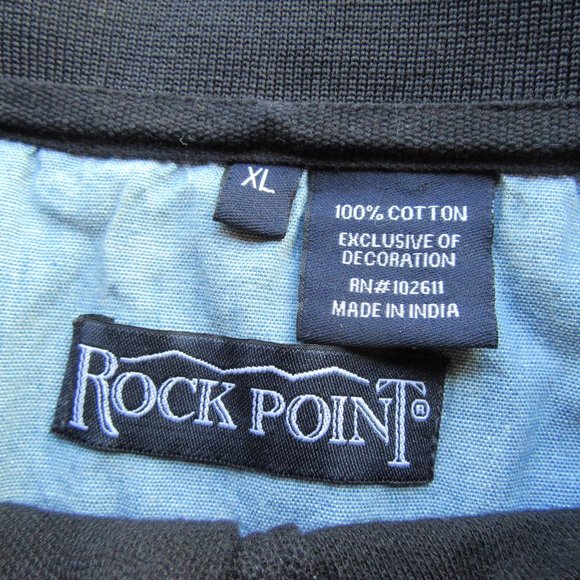 XL
100% COTTON
EXCLUSIVE OF
DECORATION
RN#102611
MADE IN INDIA
ROCK POINT®